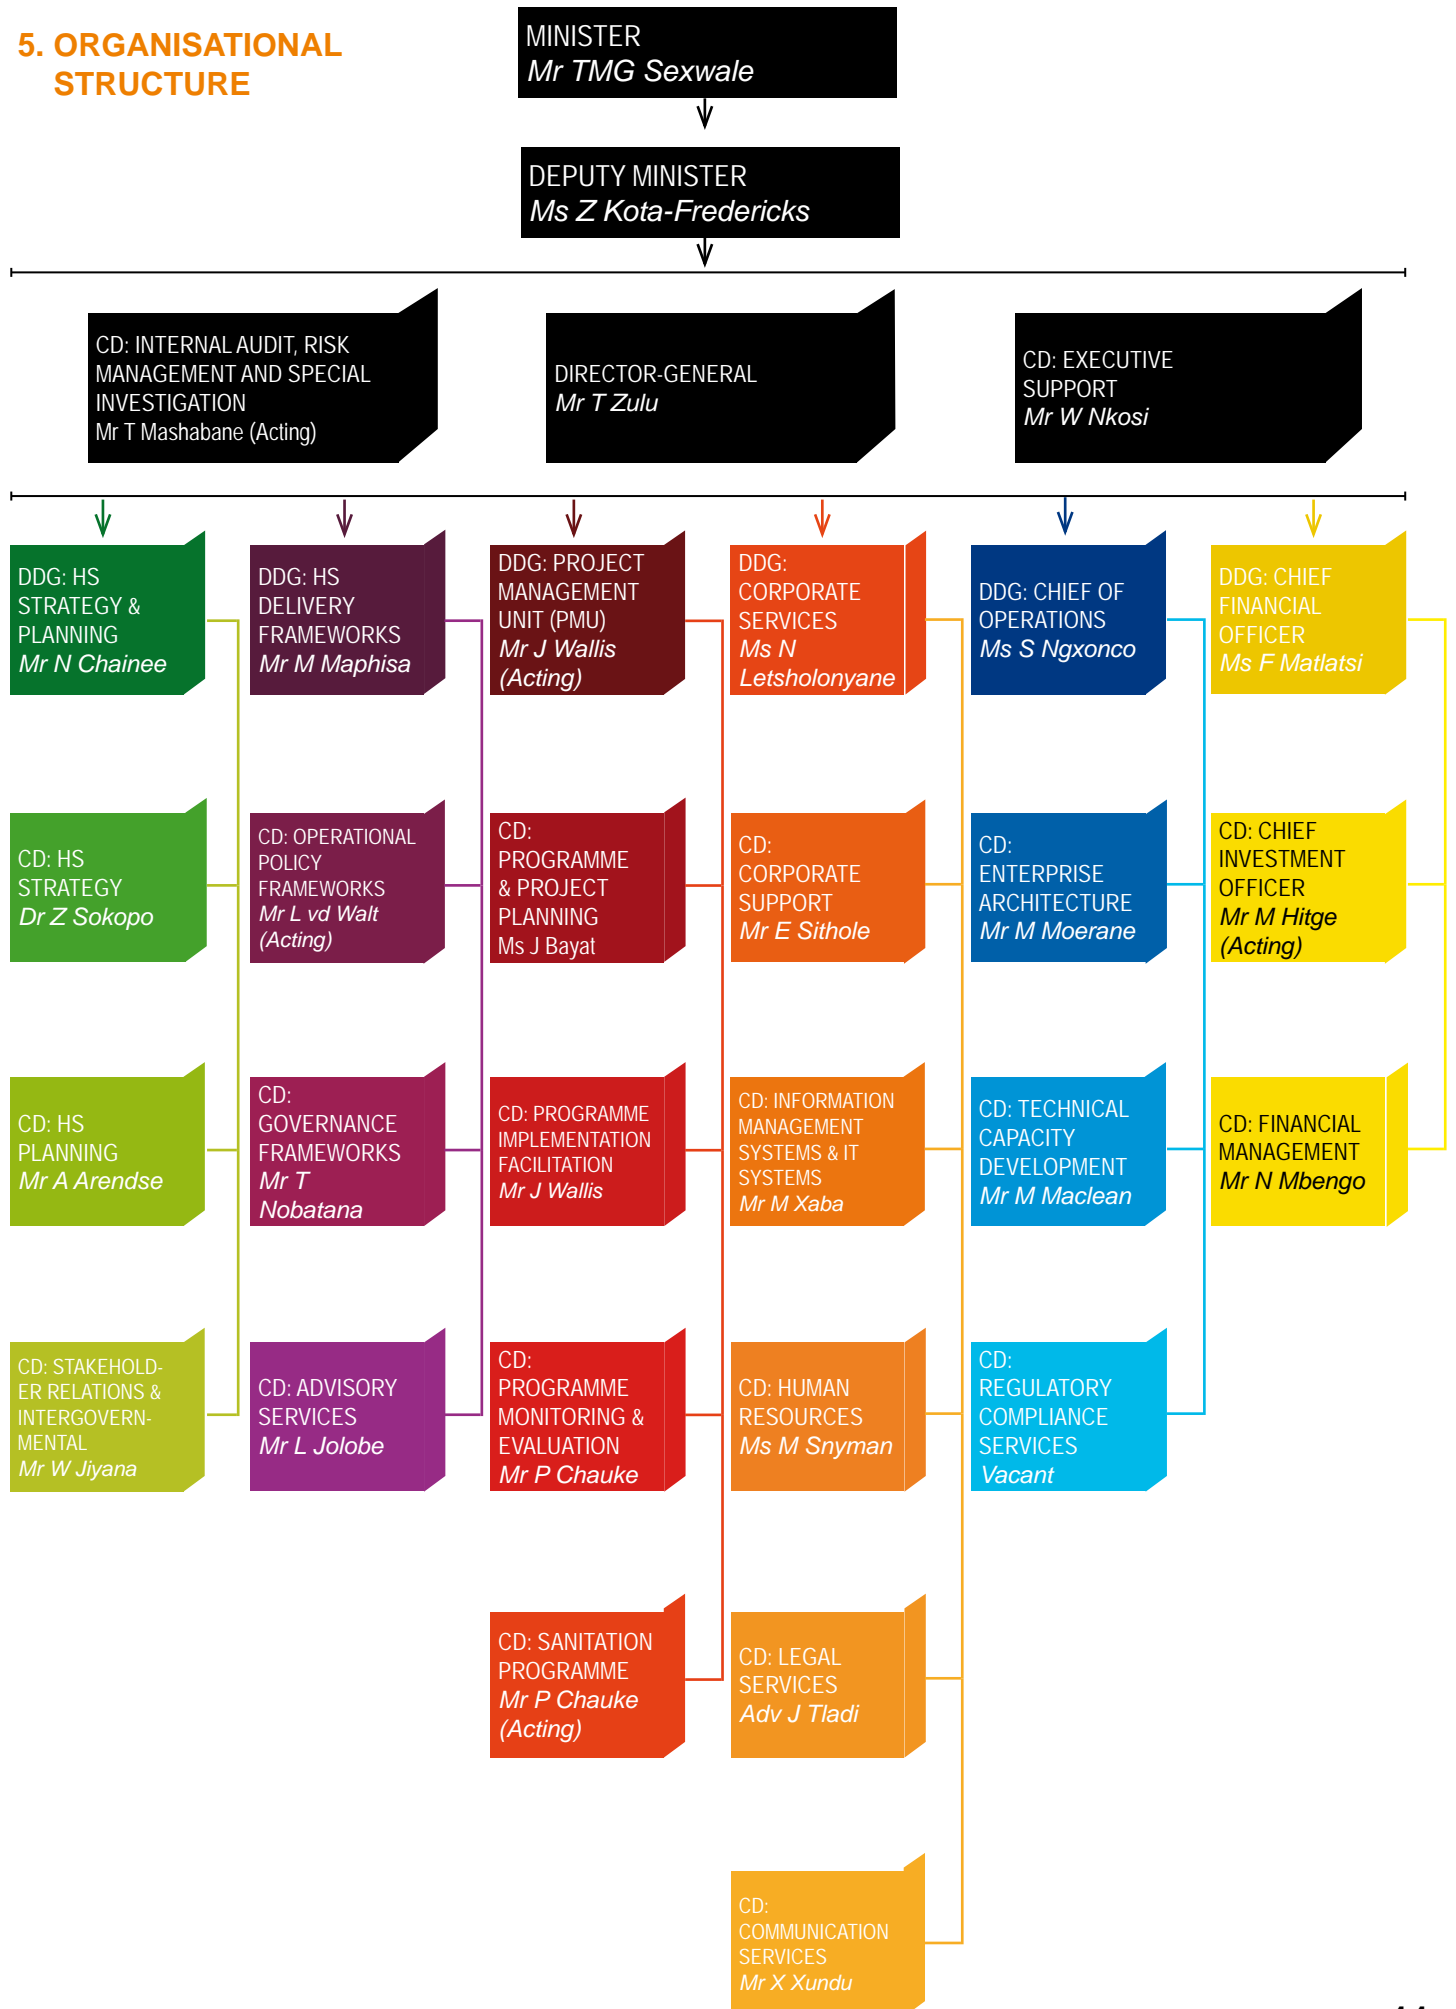 5. ORGANISATIONAL
STRUCTURE
MINISTER
Mr TMG Sexwale
DEPUTY MINISTER
Ms Z Kota-Fredericks
CD: INTERNAL AUDIT, RISK
MANAGEMENT AND SPECIAL
INVESTIGATION
Mr T Mashabane (Acting)
DIRECTOR-GENERAL
Mr T Zulu
CD: EXECUTIVE
SUPPORT
Mr W Nkosi
DDG: HS
STRATEGY &
PLANNING
Mr N Chainee
DDG: HS
DELIVERY
FRAMEWORKS
Mr M Maphisa
DDG: PROJECT
MANAGEMENT
UNIT (PMU)
Mr J Wallis
(Acting)
DDG:
CORPORATE
SERVICES
Ms N
Letsholonyane
DDG: CHIEF OF
OPERATIONS
Ms S Ngxonco
DDG: CHIEF
FINANCIAL
OFFICER
Ms F Matlatsi
CD: HS
STRATEGY
Dr Z Sokopo
CD: OPERATIONAL
POLICY
FRAMEWORKS
Mr L vd Walt
(Acting)
CD:
PROGRAMME
& PROJECT
PLANNING
Ms J Bayat
CD:
CORPORATE
SUPPORT
Mr E Sithole
CD:
ENTERPRISE
ARCHITECTURE
Mr M Moerane
CD: CHIEF
INVESTMENT
OFFICER
Mr M Hitge
(Acting)
CD: HS
PLANNING
Mr A Arendse
CD:
GOVERNANCE
FRAMEWORKS
Mr T
Nobatana
CD: PROGRAMME
IMPLEMENTATION
FACILITATION
Mr J Wallis
CD: INFORMATION
MANAGEMENT
SYSTEMS & IT
SYSTEMS
Mr M Xaba
CD: TECHNICAL
CAPACITY
DEVELOPMENT
Mr M Maclean
CD: FINANCIAL
MANAGEMENT
Mr N Mbengo
CD: STAKEHOLD-
ER RELATIONS &
INTERGOVERN-
MENTAL
Mr W Jiyana
CD: ADVISORY
SERVICES
Mr L Jolobe
CD:
PROGRAMME
MONITORING &
EVALUATION
Mr P Chauke
CD: HUMAN
RESOURCES
Ms M Snyman
CD:
REGULATORY
COMPLIANCE
SERVICES
Vacant
CD: SANITATION
PROGRAMME
Mr P Chauke
(Acting)
CD: LEGAL
SERVICES
Adv J Tladi
CD:
COMMUNICATION
SERVICES
Mr X Xundu